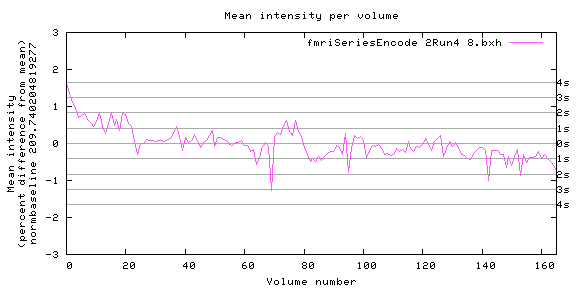 Mean intensity per volume
fmriSeriesEncode 2Run4 8.bxh
3
2
1
0
-1
-2
-3
4s
3s
2s
1s
0s
1s
2s
3s
4s
0 20 40 60 80 100 120 140 160
Volume number
Mean intensity
(percent difference from mean)
normbaseline 209.740204819277